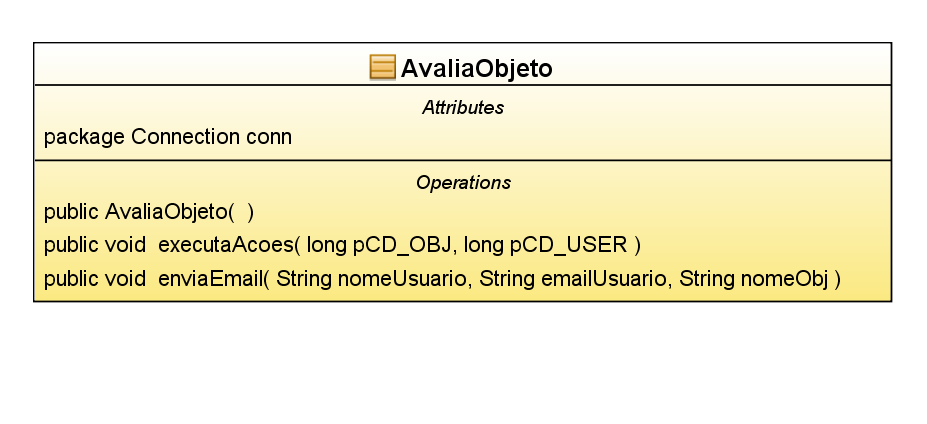 AvaliaObjeto
Attributes
package Connection conn
Operations
public AvaliaObjeto(  )
public void  executaAcoes( long pCD_OBJ, long pCD_USER )
public void  enviaEmail( String nomeUsuario, String emailUsuario, String nomeObj )